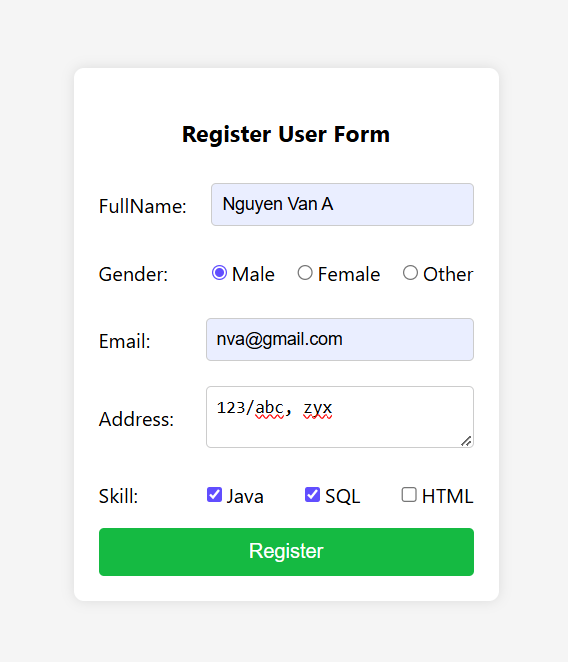 Register User Form
FullName: Nguyen Van A
Gender: Male Female Other
Email: nva@gmail.com
Address: 123/abc, zyx
Skill: Java SQL HTML
Register